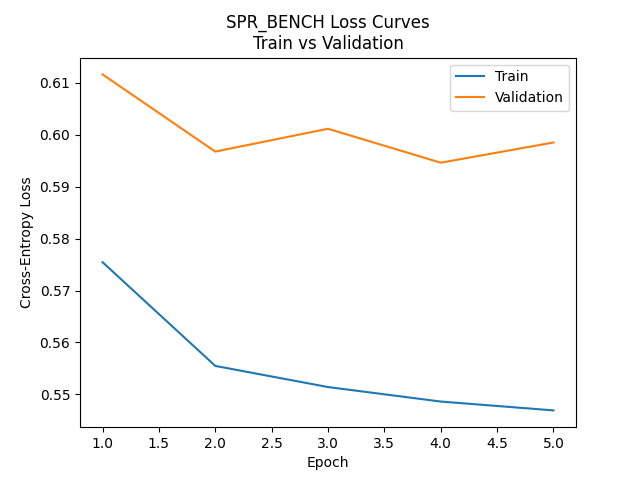 SPR_BENCH Loss Curves
Train vs Validation
Train
Validation
Cross-Entropy Loss
0.61
0.60
0.59
0.58
0.57
0.56
0.55
1.0 1.5 2.0 2.5 3.0 3.5 4.0 4.5 5.0
Epoch